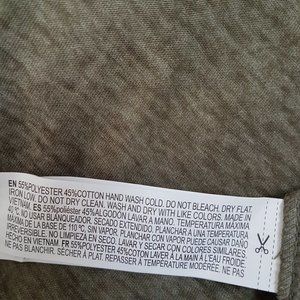 EN 55%POLYESTER 45%COTTON HAND WASH COLD. DO NOT BLEACH. DRY FLAT.
IRON LOW. DO NOT DRY CLEAN. WASH AND DRY WITH LIKE COLORS. MADE IN
VIETNAM. ES 55%poliéster 45%ALGODÓN LAVAR A MANO. TEMPERATURA MÁXIMA
40 °C. NO USAR BLANQUEADOR. SECADO EXTENDIDO. PLANCHAR A UNA TEMPERATURA
MÁXIMA DE LA BASE DE 110 ºC, SIN VAPOR. PLANCHAR CON VAPOR PUEDE CAUSAR DAÑO
IRREVERSIBLE. NO LIMPIEZA EN SECO. LAVAR Y SECAR CON COLORES SIMILARES.
HECHO EN VIETNAM. FR 55%POLYESTER 45%COTON LAVER À LA MAIN À L'EAU FROIDE
NE PAS BLANCHIR. SÉCHER À PLAT. REPASSER À TEMPÉRATURE MODÉRÉE. NE PAS